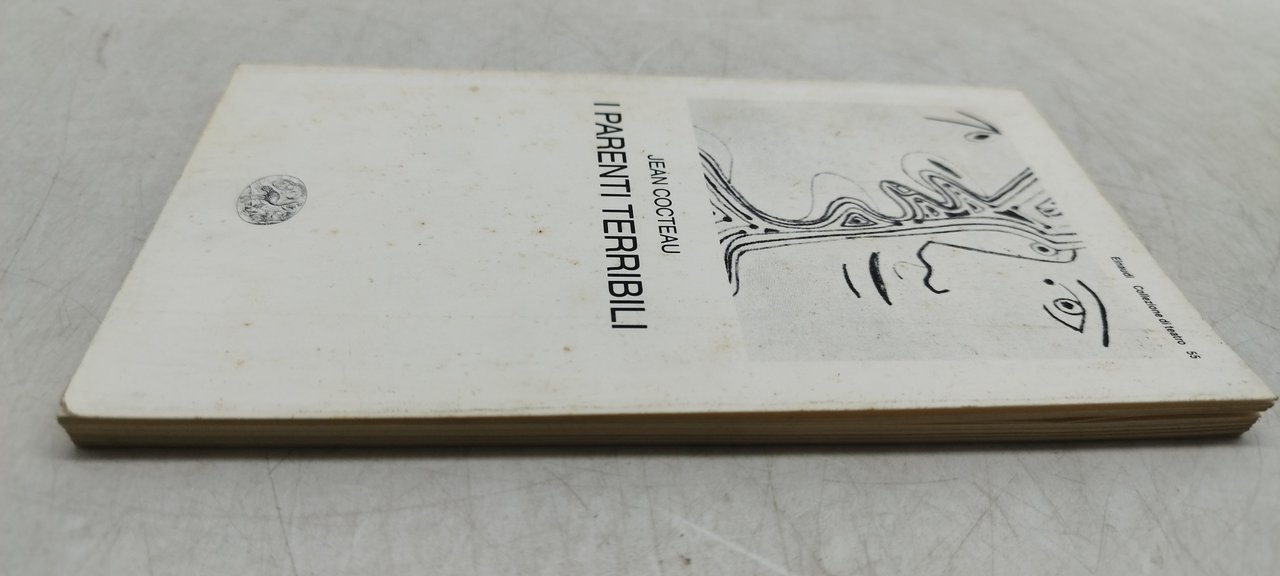 Einaudi Collezione di teatro 55
JEAN COCTEAU
I PARENTI TERRIBILI